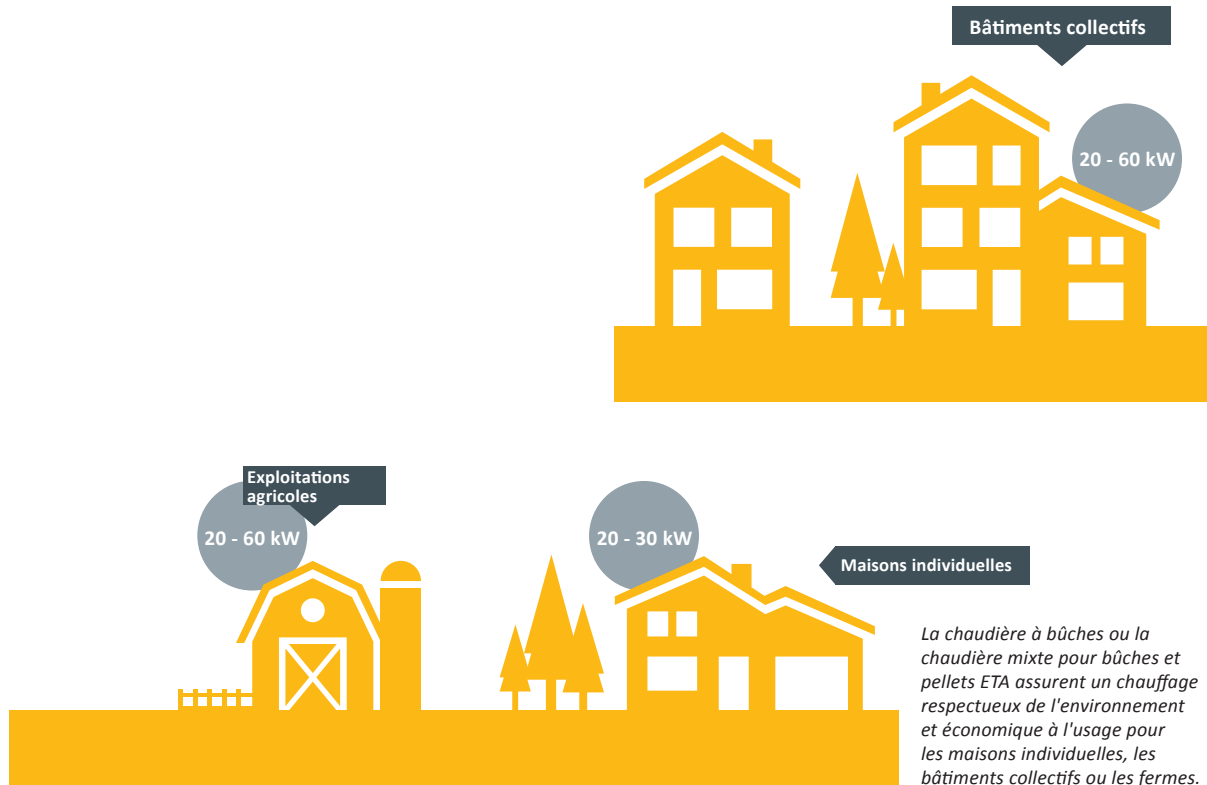 Bâtiments collectifs
20 - 60 kW
Exploitations
agricoles
20 - 60 kW
20 - 30 kW
Maisons individuelles
La chaudière à bûches ou la
chaudière mixte pour bûches et
pellets ETA assurent un chauffage
respectueux de l'environnement
et économique à l'usage pour
les maisons individuelles, les
bâtiments collectifs ou les fermes.